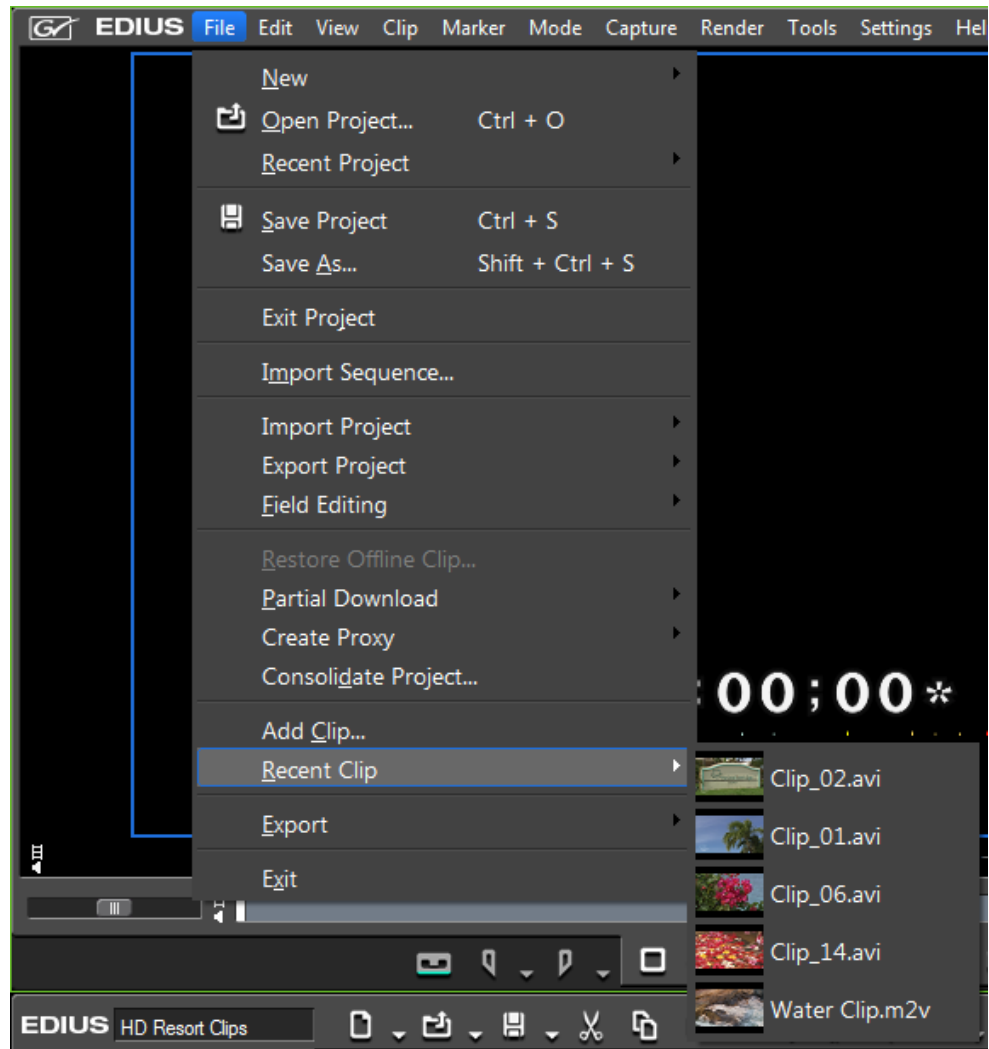 GV EDIUS File Edit View Clip Marker Mode Capture Render Tools Settings Hel
New
Open Project... Ctrl + O
Recent Project
Save Project Ctrl + S
Save As... Shift + Ctrl + S
Exit Project
Import Sequence...
Import Project
Export Project
Field Editing
Restore Offline Clip...
Partial Download
Create Proxy
Consolidate Project...
:00;00*
Add Clip...
Recent Clip
Clip_02.avi
Clip_01.avi
Clip_06.avi
Clip_14.avi
Water Clip.m2v
Export
Exit
EDIUS HD Resort Clips